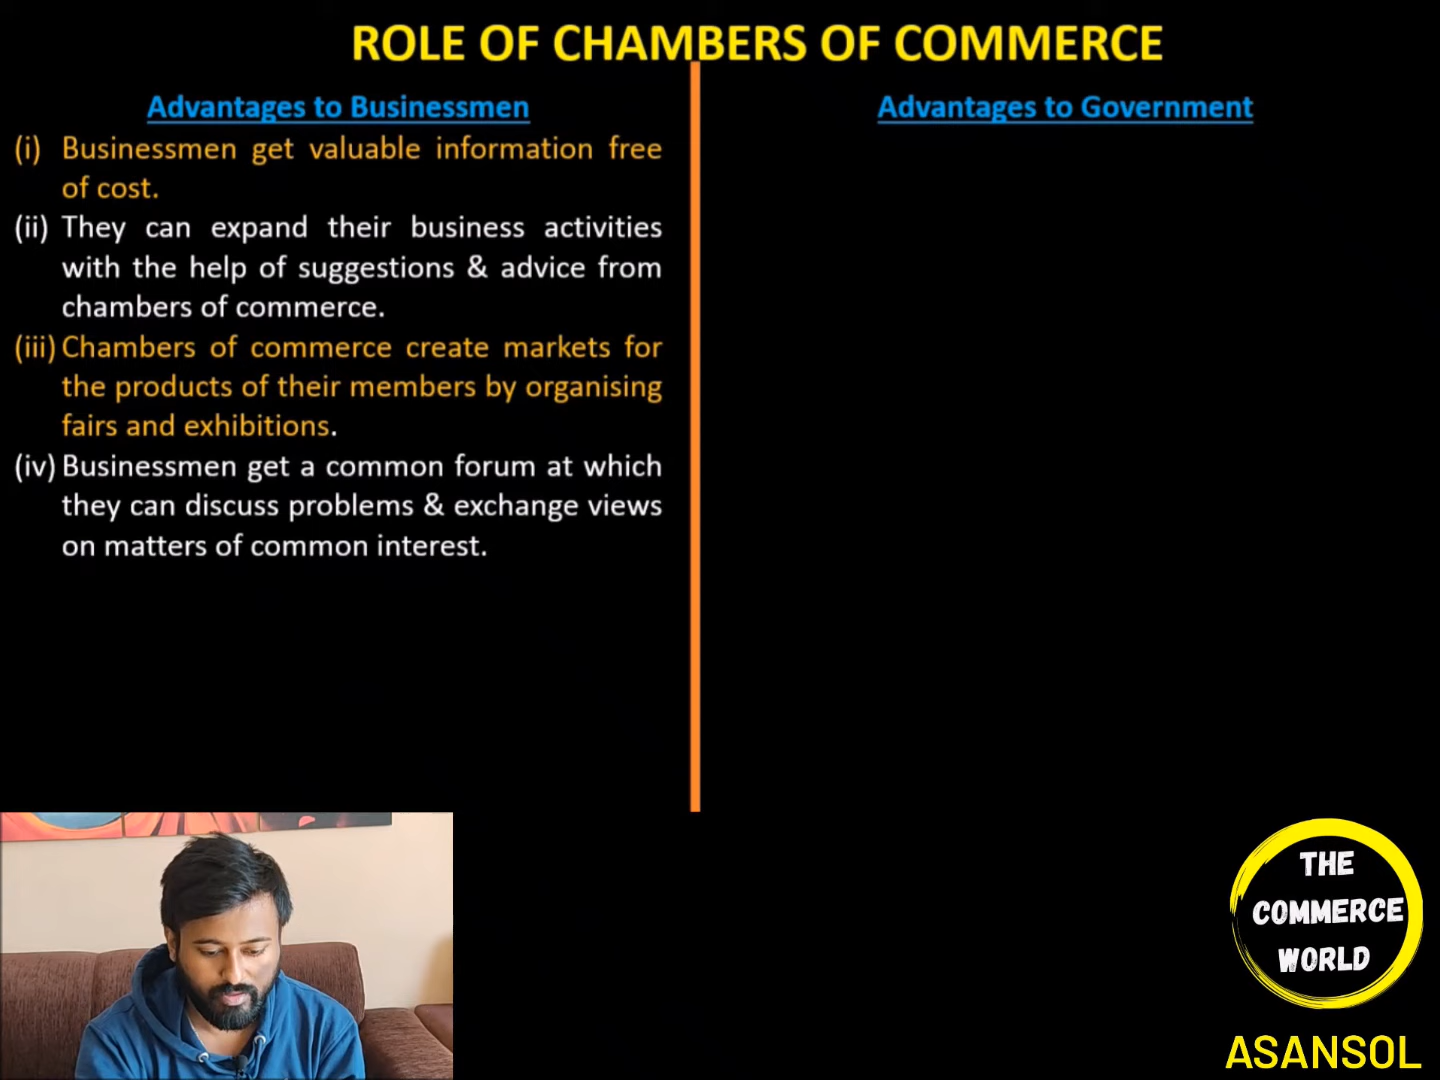 ROLE OF CHAMBERS OF COMMERCE
Advantages to Businessmen
(i) Businessmen get valuable information free
of cost.
(ii) They can expand their business activities
with the help of suggestions & advice from
chambers of commerce.
(iii) Chambers of commerce create markets for
the products of their members by organising
fairs and exhibitions.
(iv) Businessmen get a common forum at which
they can discuss problems & exchange views
on matters of common interest.
Advantages to Government
THE
COMMERCE
WORLD
ASANSOL